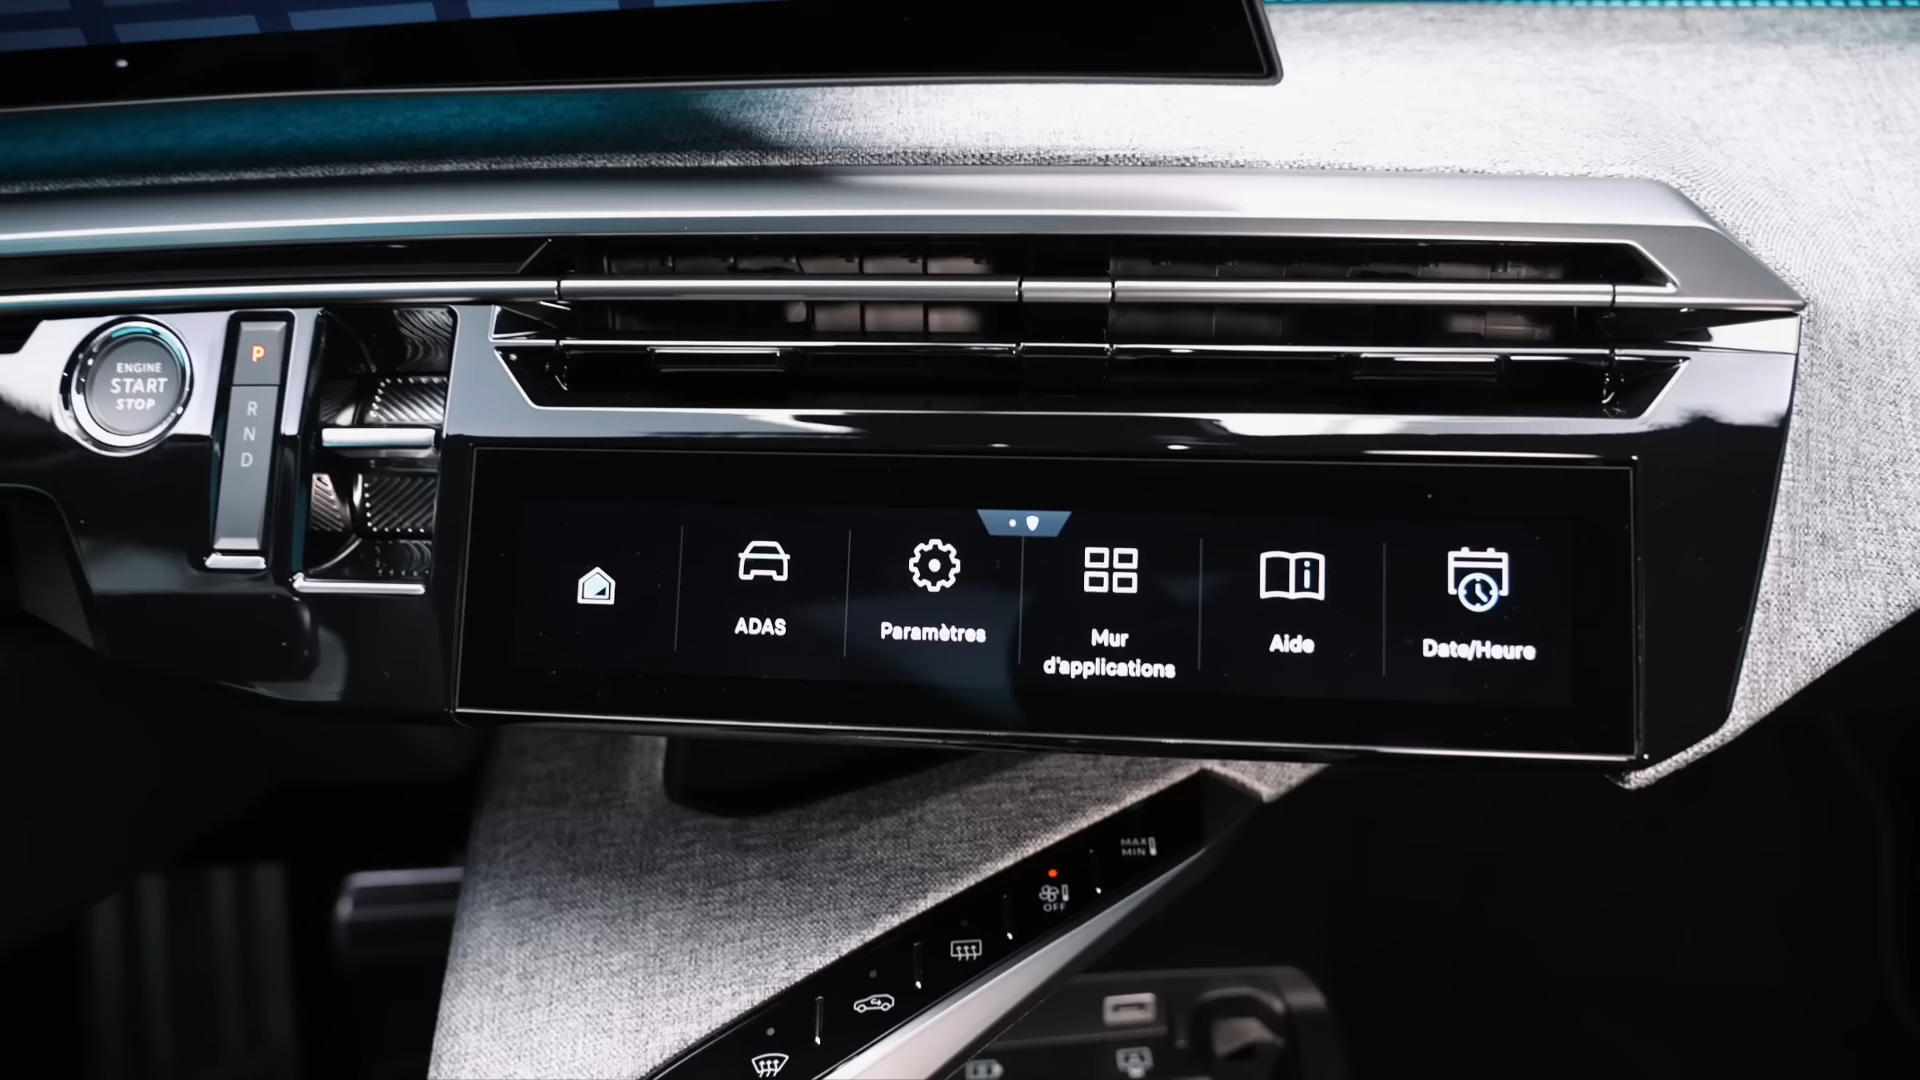 ENGINE
START
STOP
P
R
N
D
ADAS
Paramètres
Mur
d'applications
Aide
Date/Heure
MAX
MIN
OFF